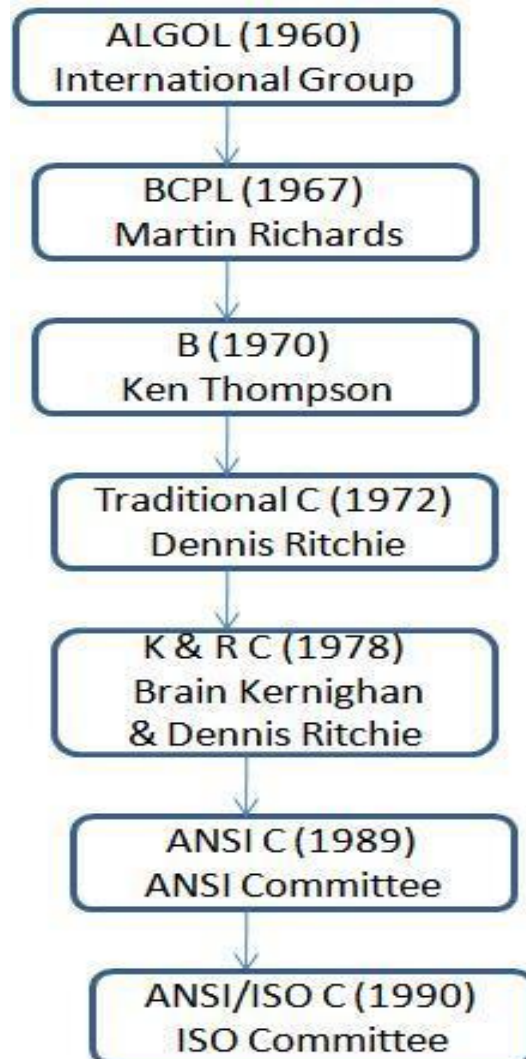 ALGOL (1960)
International Group
BCPL (1967)
Martin Richards
B (1970)
Ken Thompson
Traditional C (1972)
Dennis Ritchie
K & R C (1978)
Brain Kernighan
& Dennis Ritchie
ANSI C (1989)
ANSI Committee
ANSI/ISO C (1990)
ISO Committee